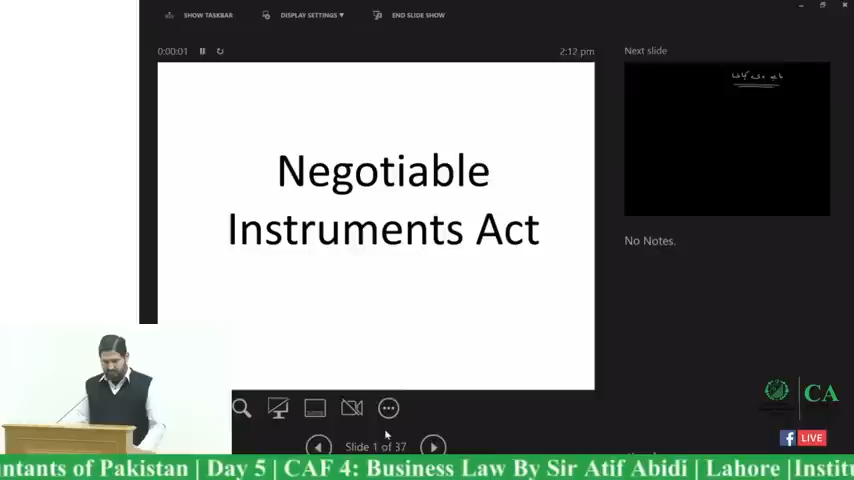 SHOW TASKBAR
DISPLAY SETTINGS ▼
END SLIDE SHOW
0:00:01
2:12 pm
Next slide
Negotiable
Instruments Act
No Notes.
Slide 1 of 37
CA
f LIVE
ntants of Pakistan | Day 5 | CAF 4: Business Law By Sir Atif Abidi | Lahore |Institu